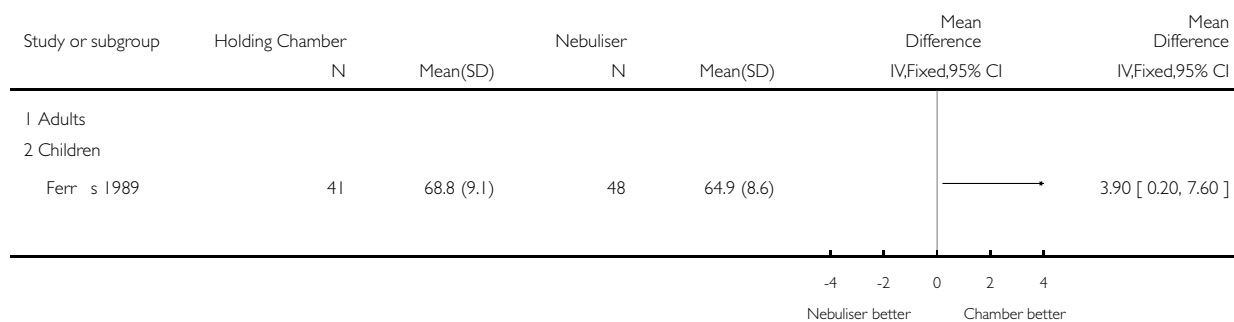 Study or subgroup Holding Chamber Nebuliser Mean Difference Mean Difference
N Mean(SD) N Mean(SD) IV,Fixed,95% CI IV,Fixed,95% CI
1 Adults
2 Children
Ferr s 1989 41 68.8 (9.1) 48 64.9 (8.6) 3.90 [ 0.20, 7.60 ]
-4 -2 0 2 4
Nebuliser better Chamber better